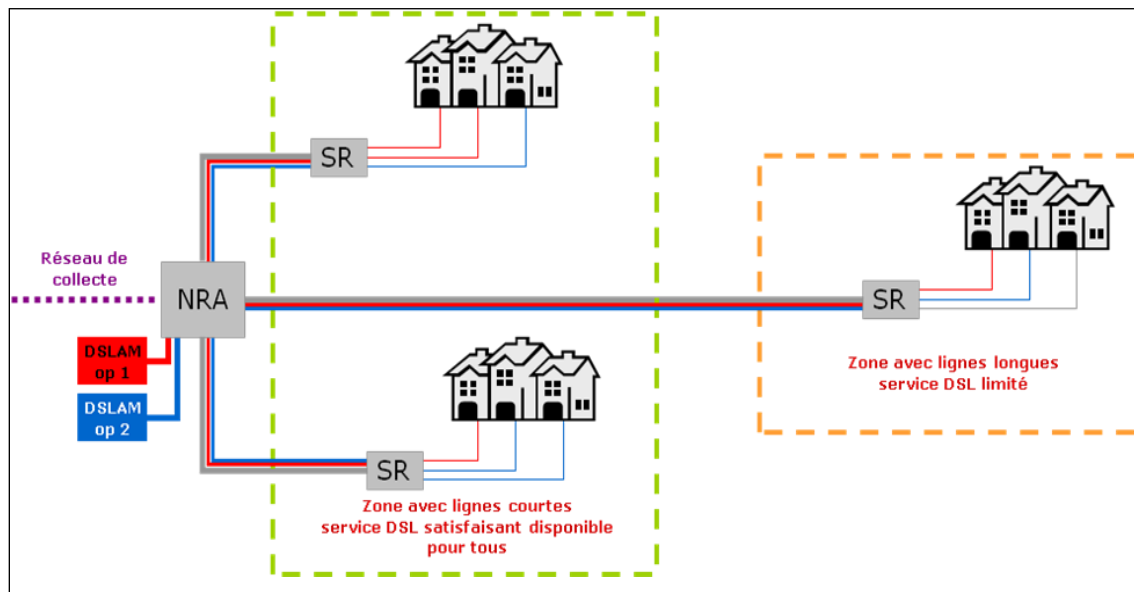 SR
Réseau de
collecte
NRA
SR
DSLAM
op 1
DSLAM
op 2
Zone avec lignes longues
service DSL limité
SR
Zone avec lignes courtes
service DSL satisfaisant disponible
pour tous